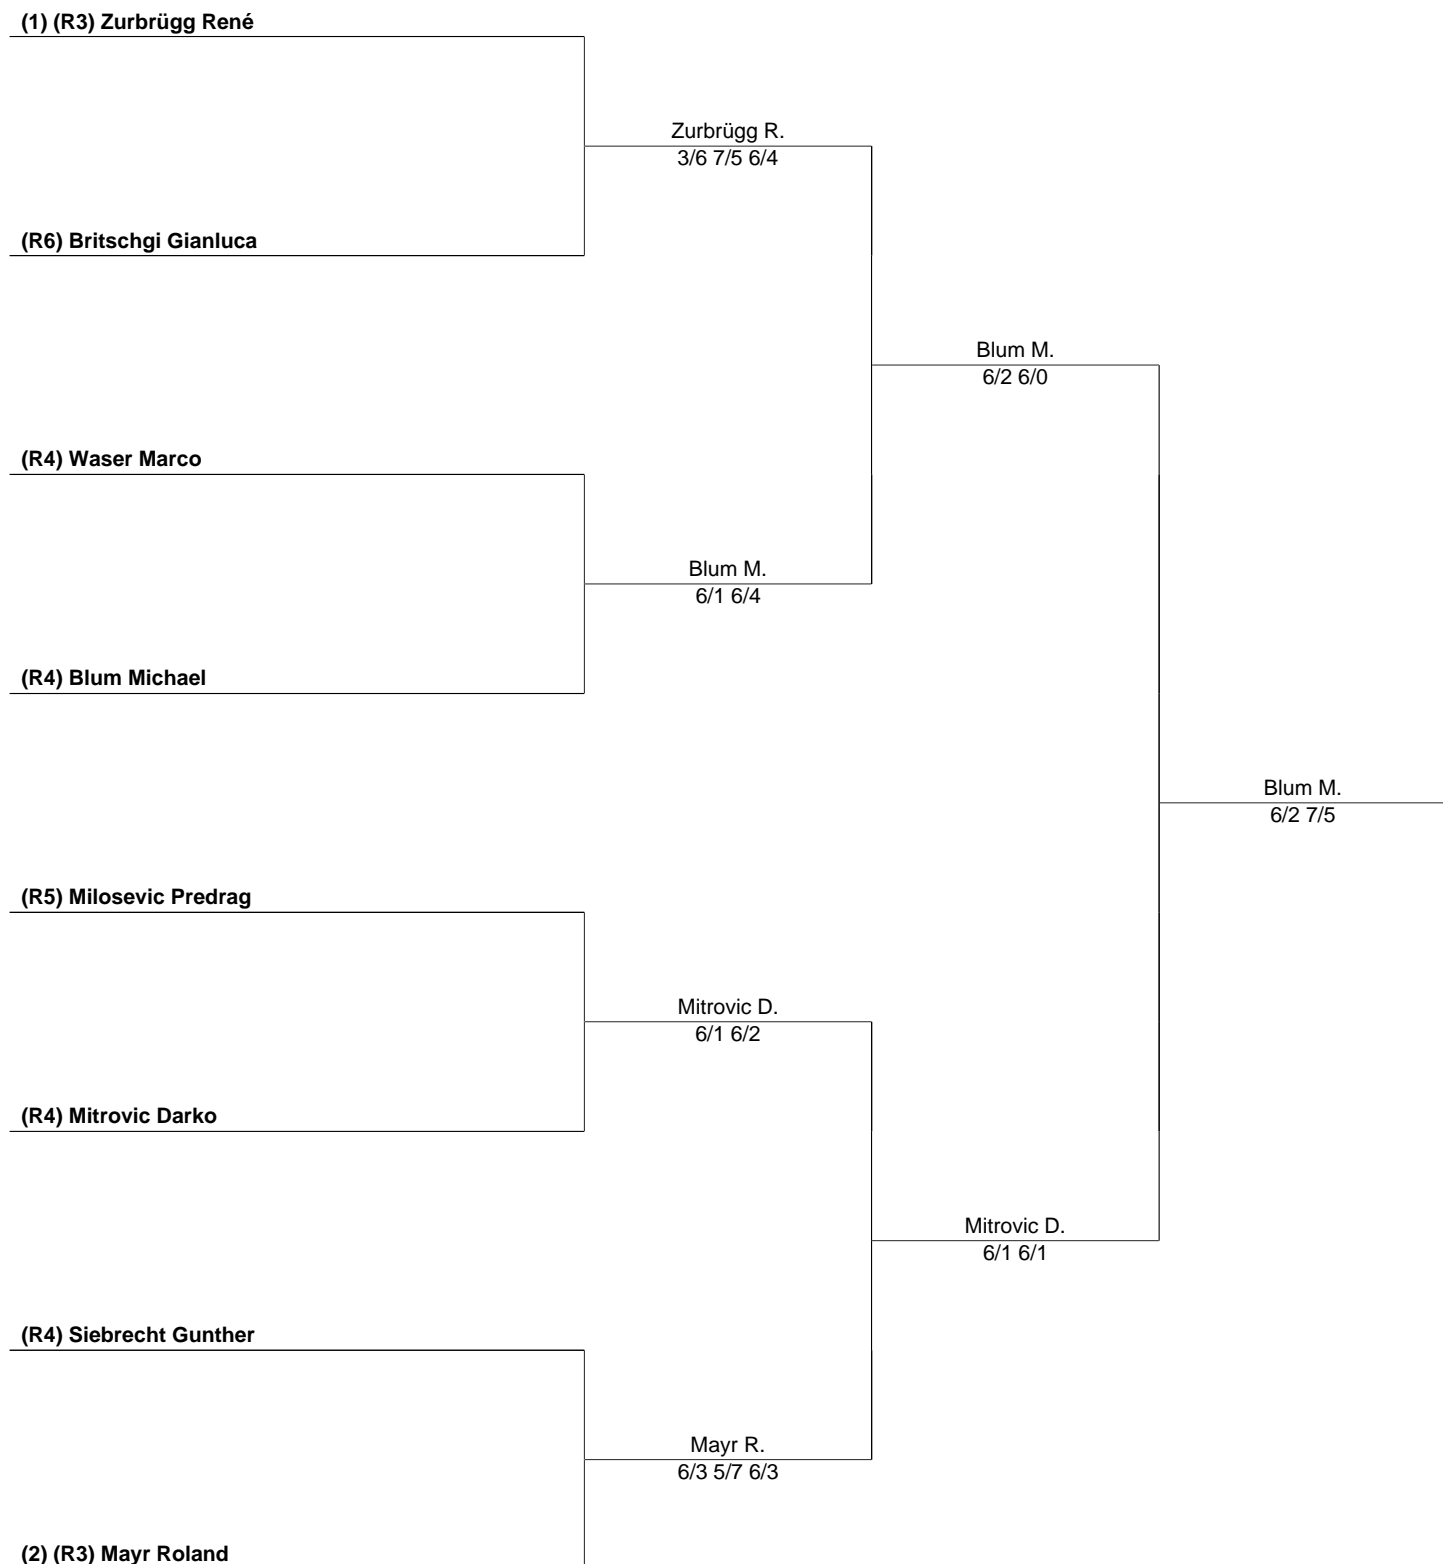 (1) (R3) Zurbrügg René
Zurbrügg R.
3/6 7/5 6/4
(R6) Britschgi Gianluca
Blum M.
6/2 6/0
(R4) Waser Marco
Blum M.
6/1 6/4
(R4) Blum Michael
Blum M.
6/2 7/5
(R5) Milosevic Predrag
Mitrovic D.
6/1 6/2
(R4) Mitrovic Darko
Mitrovic D.
6/1 6/1
(R4) Siebrecht Gunther
Mayr R.
6/3 5/7 6/3
(2) (R3) Mayr Roland